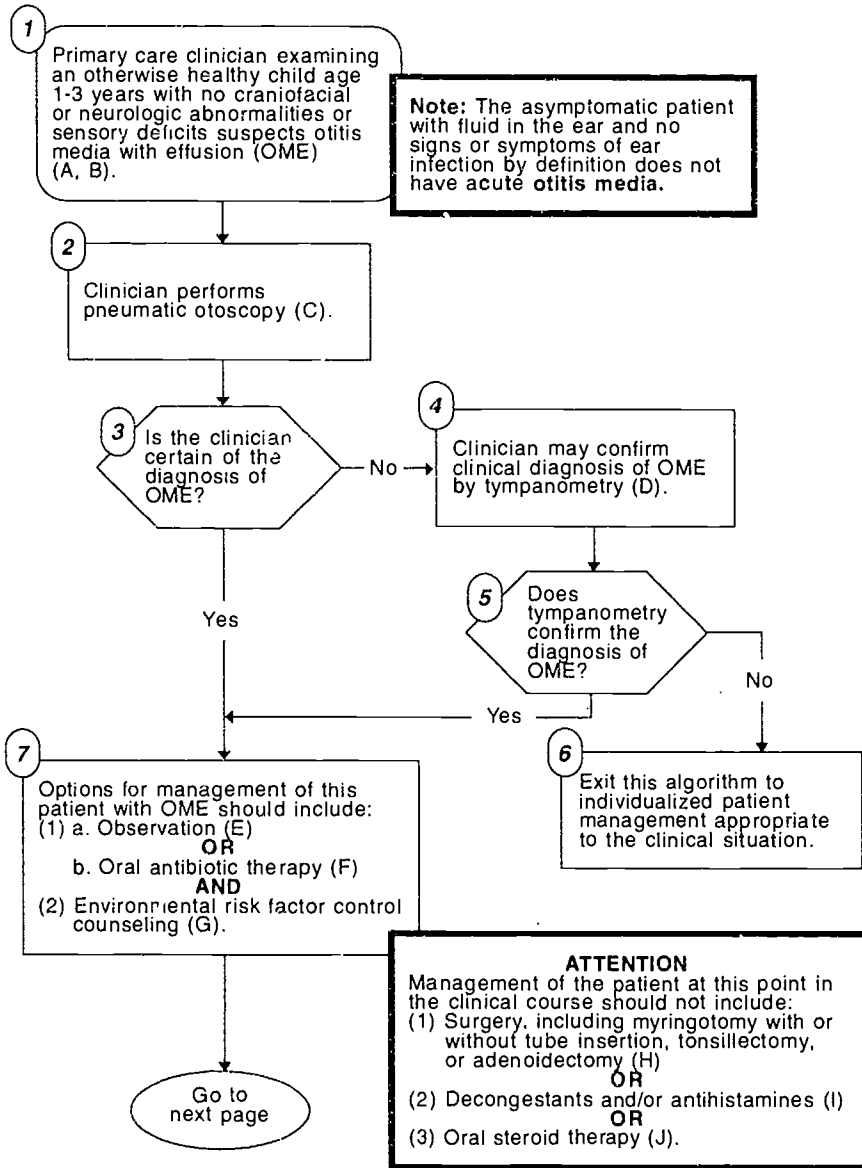 1
Primary care clinician examining
an otherwise healthy child age
1-3 years with no craniofacial
or neurologic abnormalities or
sensory deficits suspects otitis
media with effusion (OME)
(A, B).
Note: The asymptomatic patient
with fluid in the ear and no
signs or symptoms of ear
infection by definition does not
have acute otitis media.
2
Clinician performs
pneumatic otoscopy (C).
3
Is the clinician
certain of the
diagnosis of
OME?
No
4
Clinician may confirm
clinical diagnosis of OME
by tympanometry (D).
Yes
5
Does
tympanometry
confirm the
diagnosis of
OME?
Yes
No
6
Exit this algorithm to
individualized patient
management appropriate
to the clinical situation.
7
Options for management of this
patient with OME should include:
(1) a. Observation (E)
OR
b. Oral antibiotic therapy (F)
AND
(2) Environmental risk factor control
counseling (G).
ATTENTION
Management of the patient at this point in
the clinical course should not include:
(1) Surgery, including myringotomy with or
without tube insertion, tonsillectomy,
or adenoidectomy (H)
OR
(2) Decongestants and/or antihistamines (I)
OR
(3) Oral steroid therapy (J).
Go to
next page